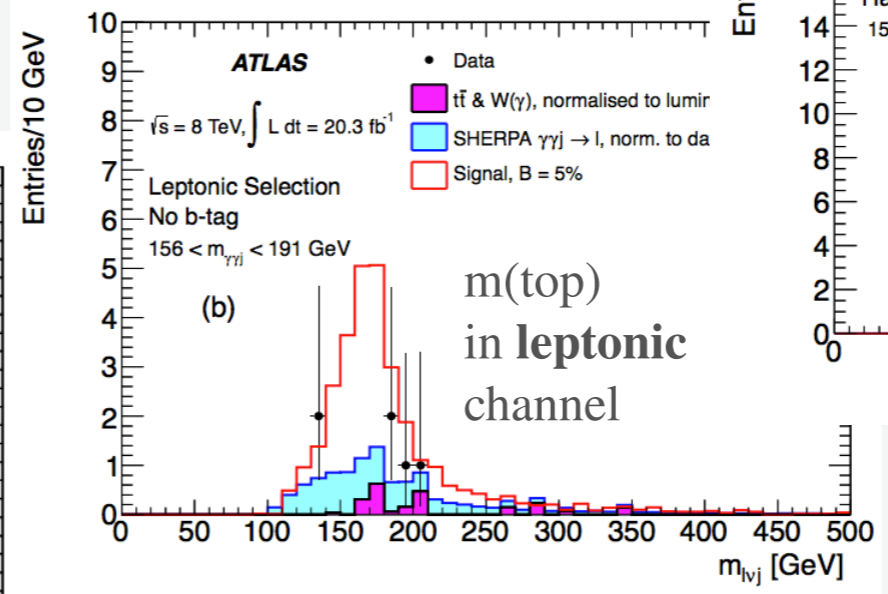 ATLAS
√s = 8 TeV, ∫ L dt = 20.3 fb⁻¹
Leptonic Selection
No b-tag
156 < mγγj < 191 GeV
(b)
Data
tt̄ & W(γ), normalised to
SHERPA γγj → l, norm. to
Signal, B = 5%
m(top)
in leptonic
channel
Entries/10 GeV
10
9
8
7
6
5
4
3
2
1
0
0 50 100 150 200 250 300 350 400 450 500
mlνj [GeV]
14
12
10
8
6
4
2
0
0
15